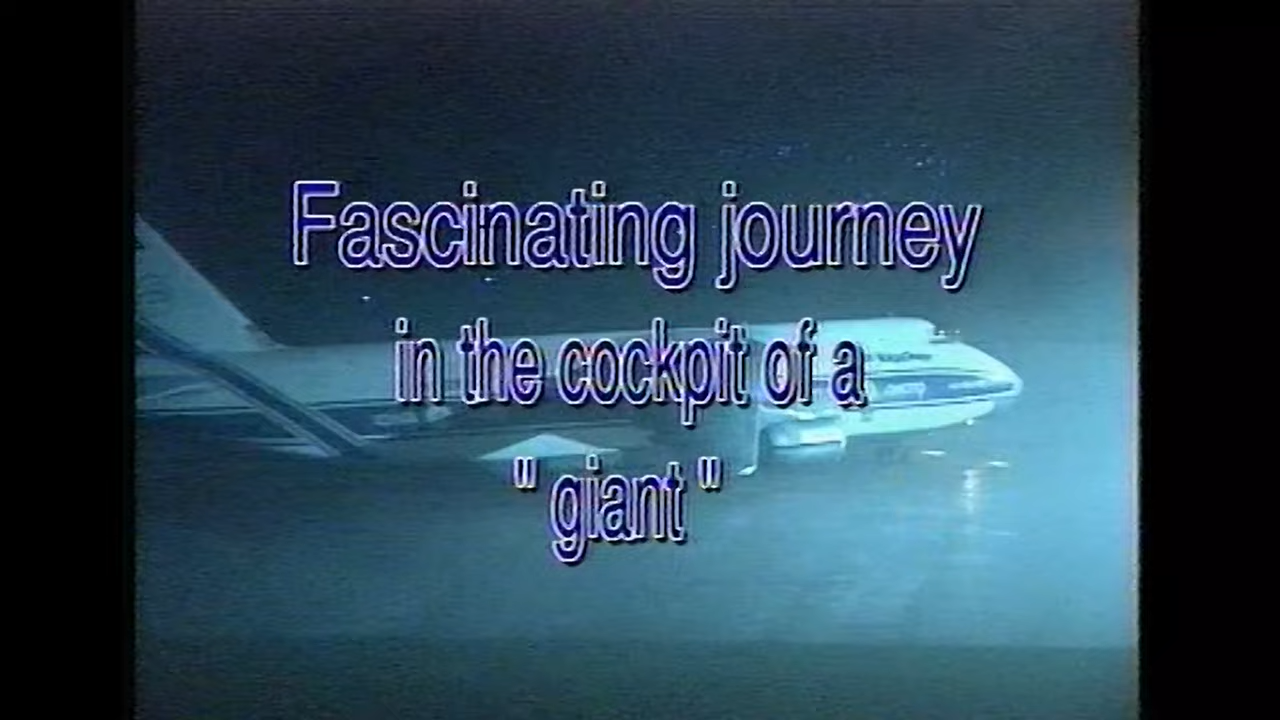 Fascinating journey
in the cockpit of a
" giant "